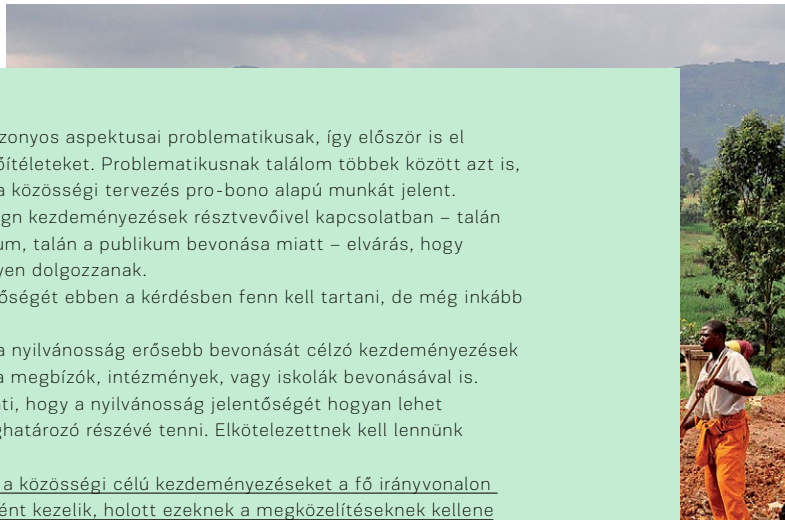 zonyos aspektusai problematikusak, így először is el
őítéleteket. Problematikusnak találom többek között azt is,
a közösségi tervezés pro-bono alapú munkát jelent.
gn kezdeményezések résztvevőivel kapcsolatban – talán
um, talán a publikum bevonása miatt – elvárás, hogy
yen dolgozzanak.
őségét ebben a kérdésben fenn kell tartani, de még inkább
a nyilvánosság erősebb bevonását célzó kezdeményezések
a megbízók, intézmények, vagy iskolák bevonásával is.
ti, hogy a nyilvánosság jelentőségét hogyan lehet
ghatározó részévé tenni. Elkötelezettnek kell lennünk
a közösségi célú kezdeményezéseket a fő irányvonalon
ént kezelik, holott ezeknek a megközelítéseknek kellene